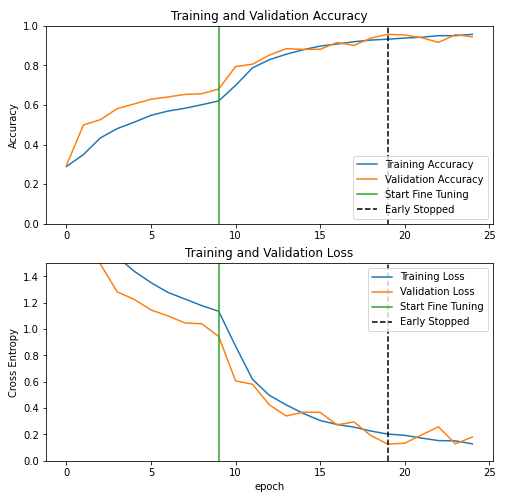 Training and Validation Accuracy
1.0
0.8
0.6
0.4
0.2
0.0
Accuracy
Training Accuracy
Validation Accuracy
Start Fine Tuning
Early Stopped
0 5 10 15 20 25
Training and Validation Loss
1.4
1.2
1.0
0.8
0.6
0.4
0.2
0.0
Cross Entropy
Training Loss
Validation Loss
Start Fine Tuning
Early Stopped
0 5 10 15 20 25
epoch